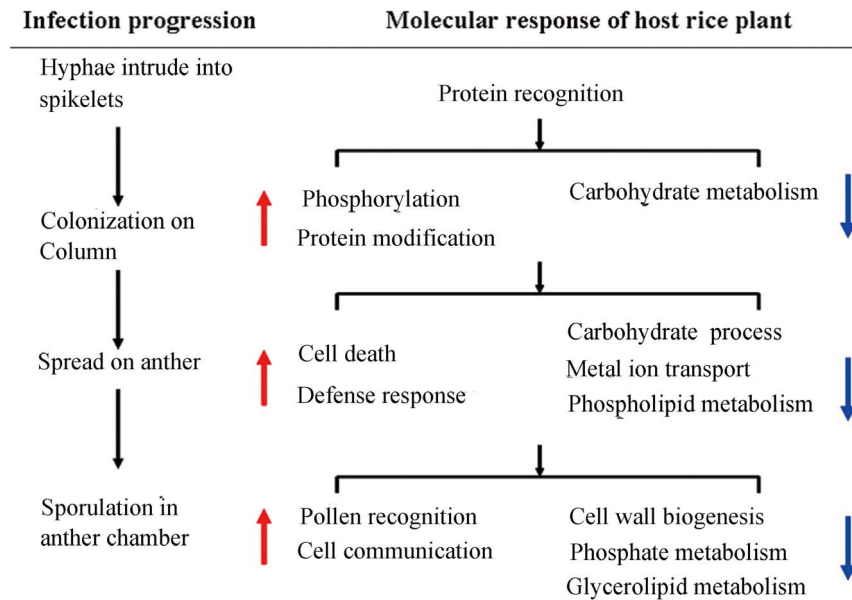 Infection progression
Molecular response of host rice plant
Hyphae intrude into
spikelets
Protein recognition
Colonization on
Column
Phosphorylation
Protein modification
Carbohydrate metabolism
Spread on anther
Cell death
Defense response
Carbohydrate process
Metal ion transport
Phospholipid metabolism
Sporulation in
anther chamber
Pollen recognition
Cell communication
Cell wall biogenesis
Phosphate metabolism
Glycerolipid metabolism